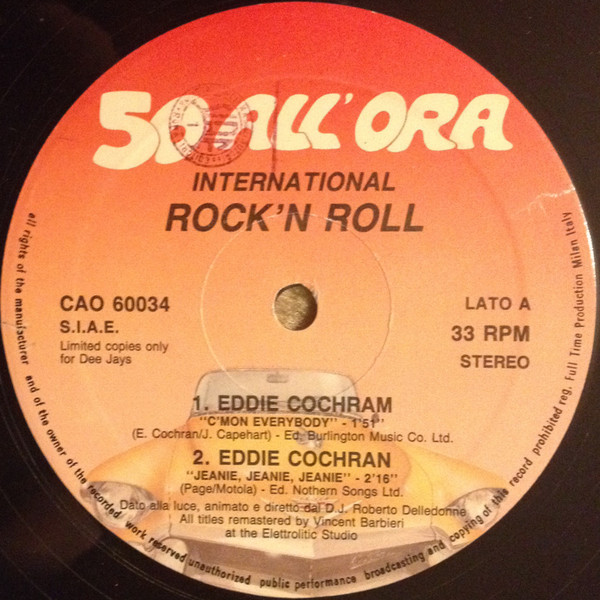 50 ALL' ORA
INTERNATIONAL
ROCK'N ROLL
CAO 60034
S.I.A.E.
Limited copies only
for Dee Jays
LATO A
33 RPM
STEREO
1. EDDIE COCHRAM
"C'MON EVERYBODY" - 1'51"
(E. Cochran/J. Capehart) - Ed. Burlington Music Co. Ltd.
2. EDDIE COCHRAN
"JEANIE, JEANIE, JEANIE" - 2'16"
(Page/Motola) - Ed. Nothern Songs Ltd.
Dato alla luce, animato e diretto dal D.J. Roberto Delledonne
All titles remastered by Vincent Barbieri
at the Elettrolitic Studio
all rights of the manufacturer end of the owner of the recorded work reserved unauthorized public performance broadcasting and copying of this record prohibited reg. Full Time Production Milan Italy